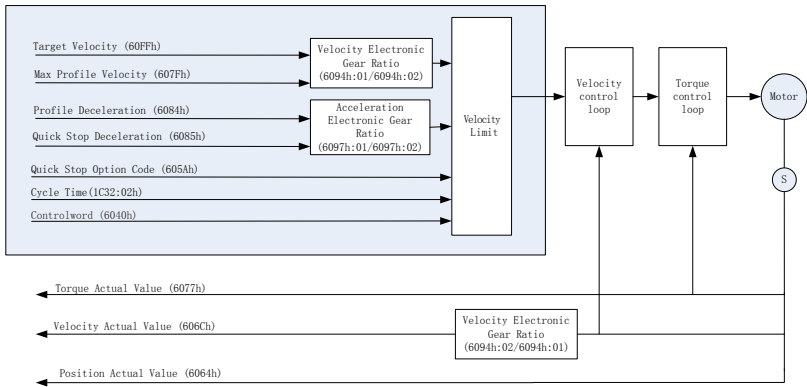 Target Velocity (60FFh)
Max Profile Velocity (607Fh)
Velocity Electronic
Gear Ratio
(6094h:01/6094h:02)
Profile Deceleration (6084h)
Quick Stop Deceleration (6085h)
Acceleration
Electronic Gear
Ratio
(6097h:01/6097h:02)
Quick Stop Option Code (605Ah)
Cycle Time(1C32:02h)
Controlword (6040h)
Velocity
Limit
Velocity
control
loop
Torque
control
loop
Motor
S
Torque Actual Value (6077h)
Velocity Actual Value (606Ch)
Velocity Electronic
Gear Ratio
(6094h:02/6094h:01)
Position Actual Value (6064h)